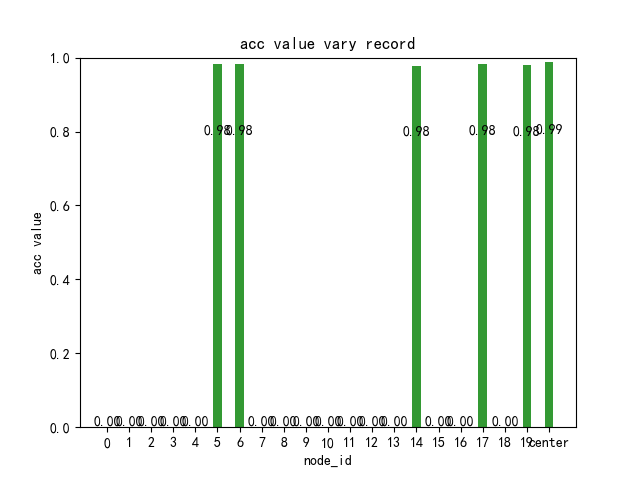 acc value vary record
acc value
1.0
0.8
0.6
0.4
0.2
0.0
0.98 0.98 0.98 0.98 0.98 0.99
0.00 0.00 0.00 0.00 0.00 0.00 0.00 0.00 0.00 0.00 0.00 0.00 0.00 0.00 0.00
0 1 2 3 4 5 6 7 8 9 10 11 12 13 14 15 16 17 18 19 center
node_id